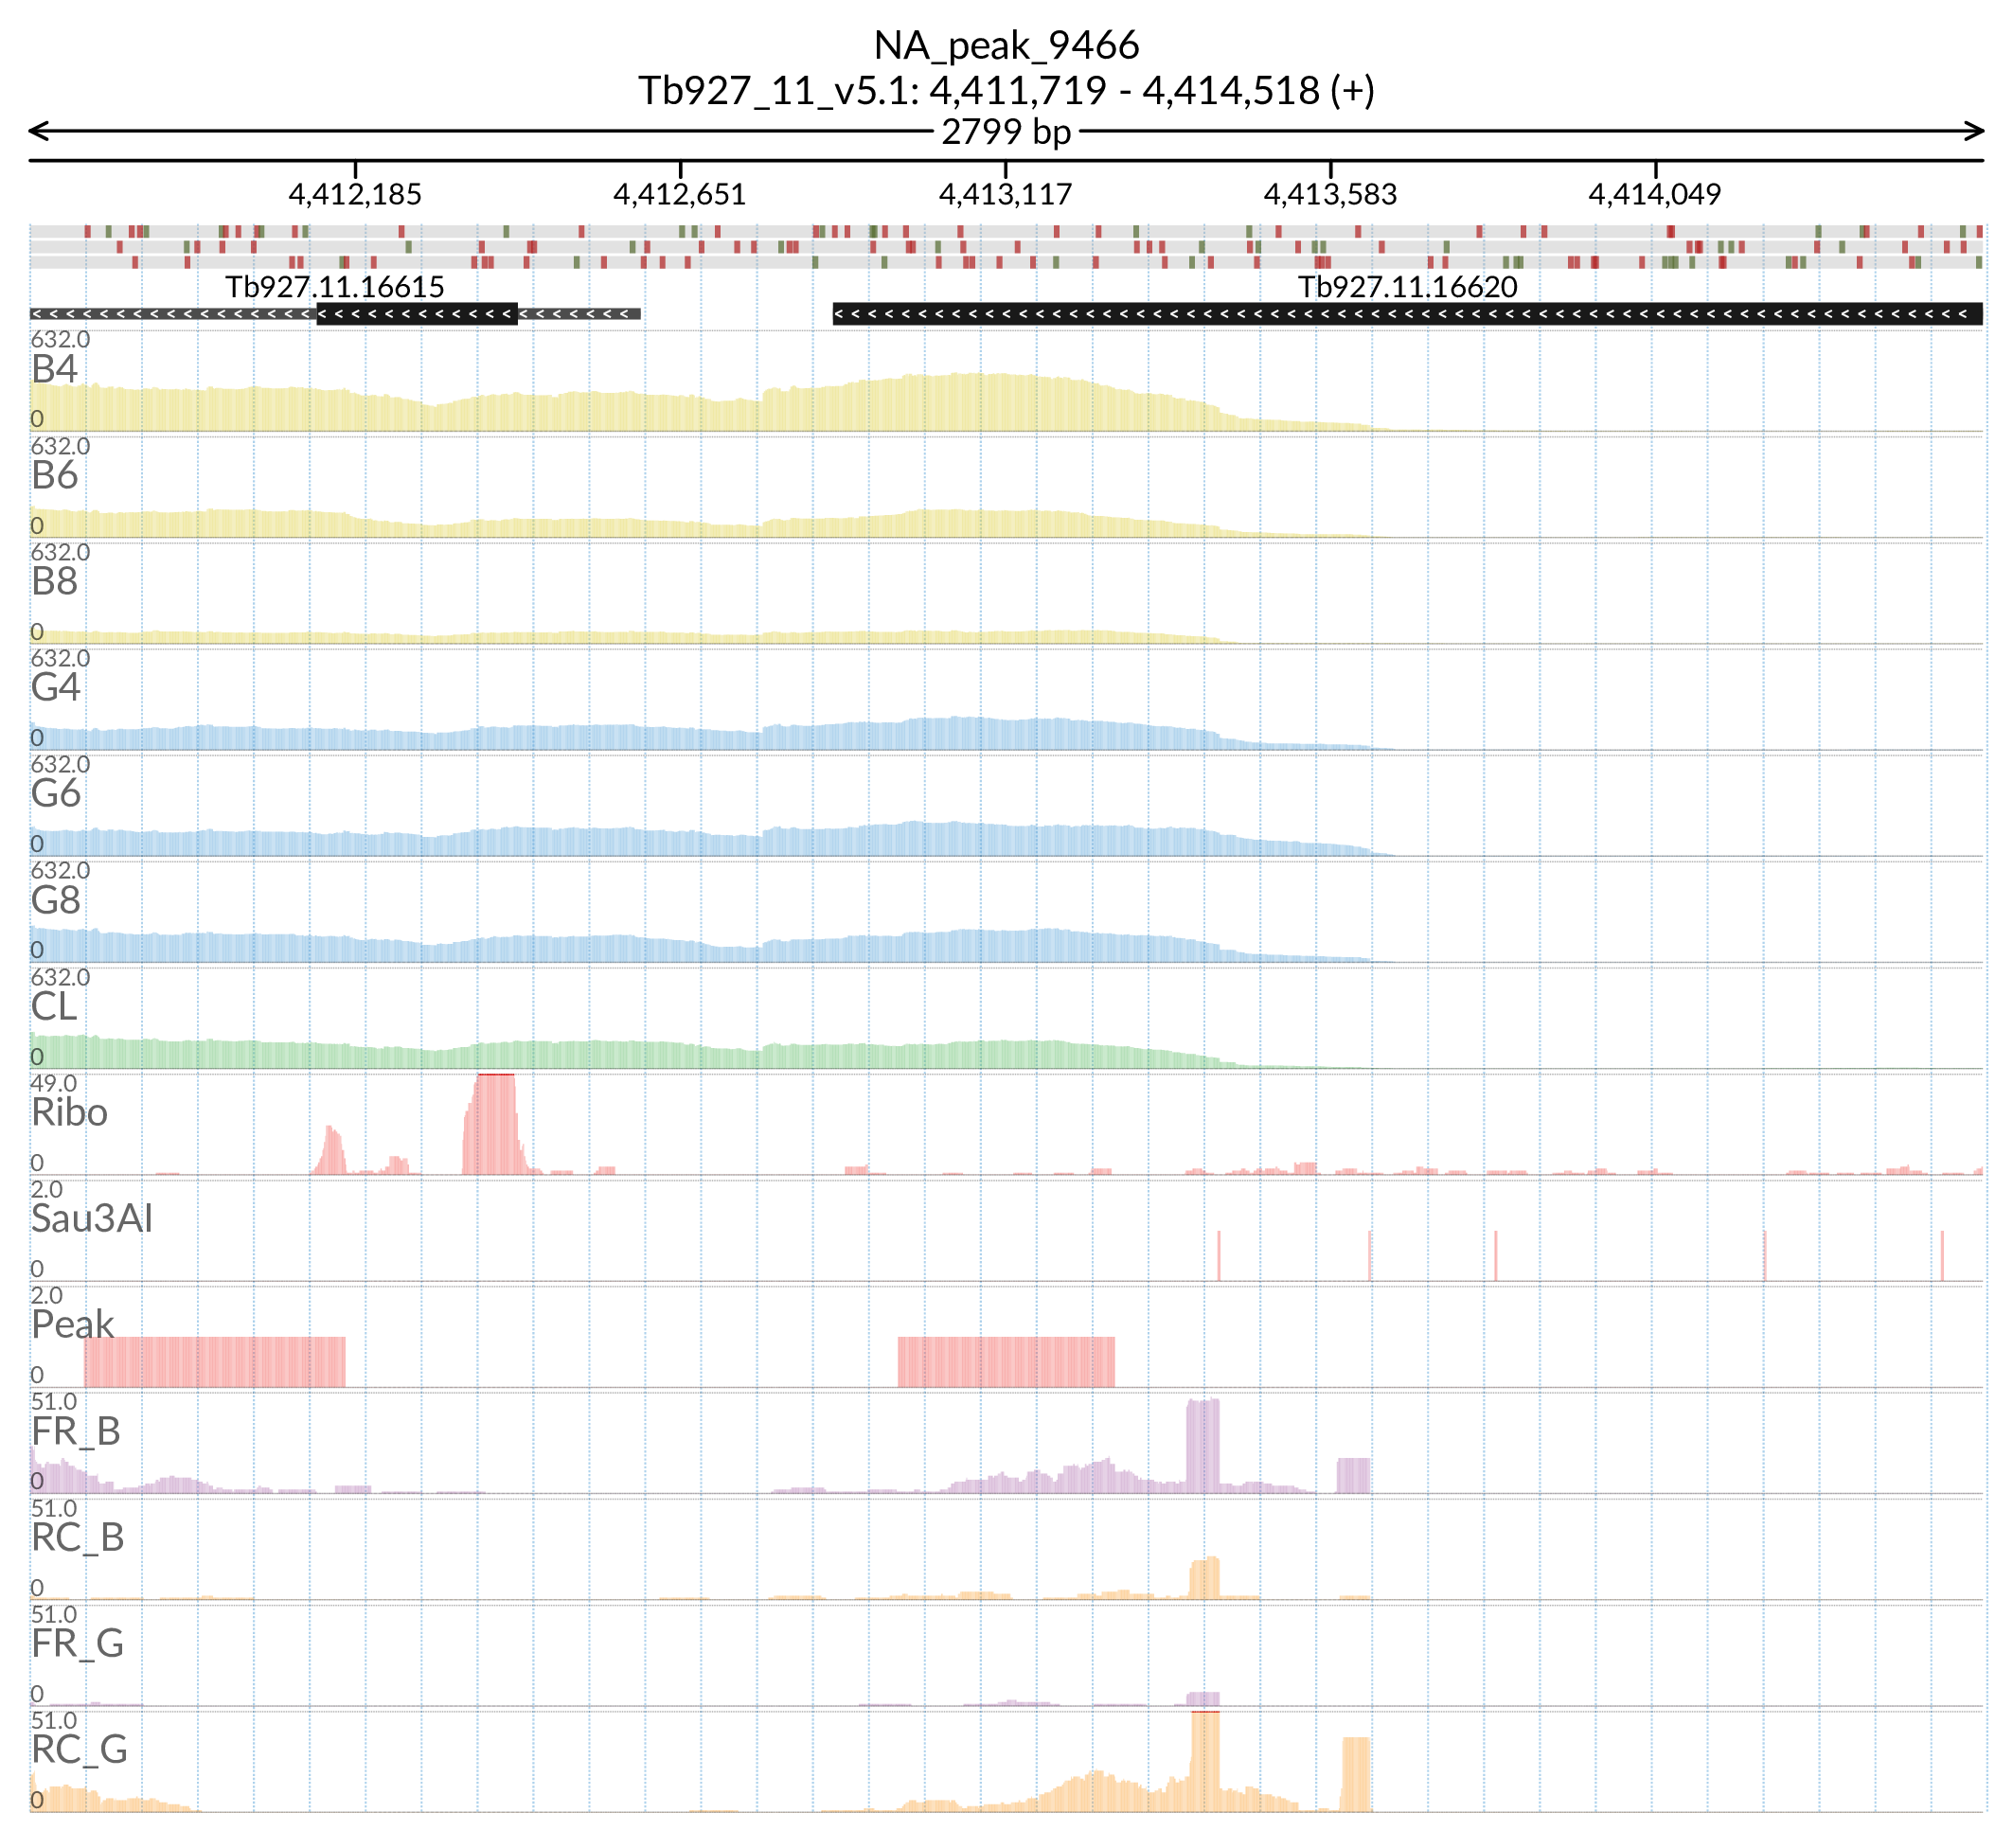 NA_peak_9466
Tb927_11_v5.1: 4,411,719 - 4,414,518 (+)
2799 bp
4,412,185 4,412,651 4,413,117 4,413,583 4,414,049
Tb927.11.16615 Tb927.11.16620
632.0
B4
0
632.0
B6
0
632.0
B8
0
632.0
G4
0
632.0
G6
0
632.0
G8
0
632.0
CL
0
49.0
Ribo
0
2.0
Sau3AI
0
2.0
Peak
0
51.0
FR_B
0
51.0
RC_B
0
51.0
FR_G
0
51.0
RC_G
0